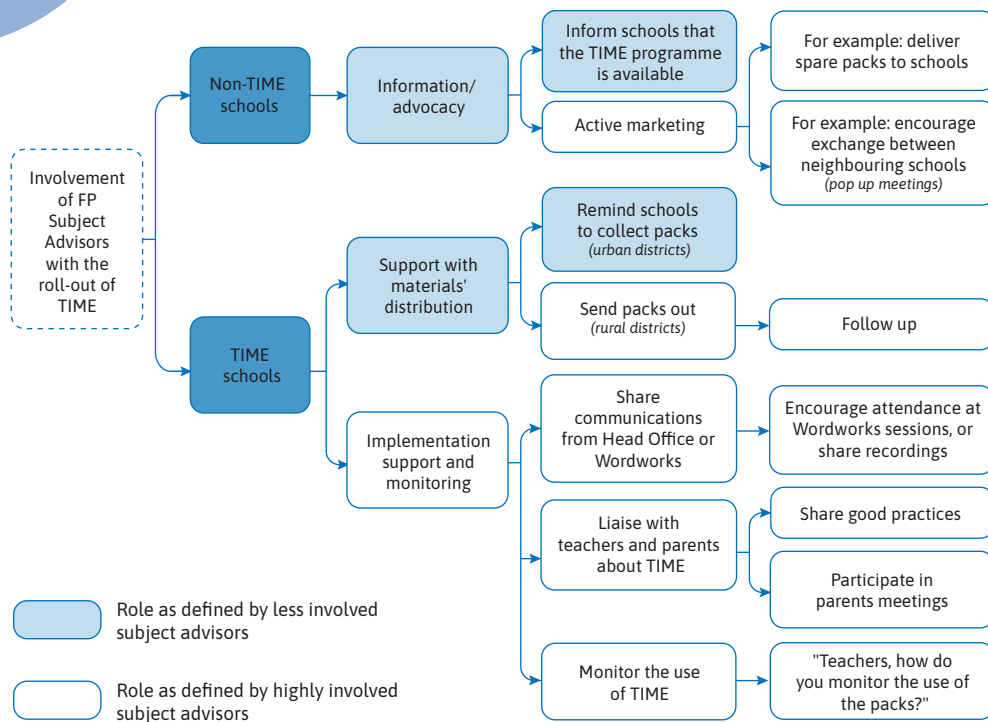 Involvement
of FP
Subject
Advisors
with the
roll-out of
TIME
Non-TIME
schools
Information/
advocacy
Inform schools that
the TIME programme
is available
Active marketing
For example: deliver
spare packs to schools
For example: encourage
exchange between
neighbouring schools
(pop up meetings)
TIME
schools
Support with
materials'
distribution
Remind schools
to collect packs
(urban districts)
Send packs out
(rural districts)
Follow up
Implementation
support and
monitoring
Share
communications
from Head Office or
Wordworks
Encourage attendance at
Wordworks sessions, or
share recordings
Liaise with
teachers and parents
about TIME
Share good practices
Participate in
parents meetings
Monitor the use
of TIME
"Teachers, how do
you monitor the use of
the packs?"
Role as defined by less involved
subject advisors
Role as defined by highly involved
subject advisors